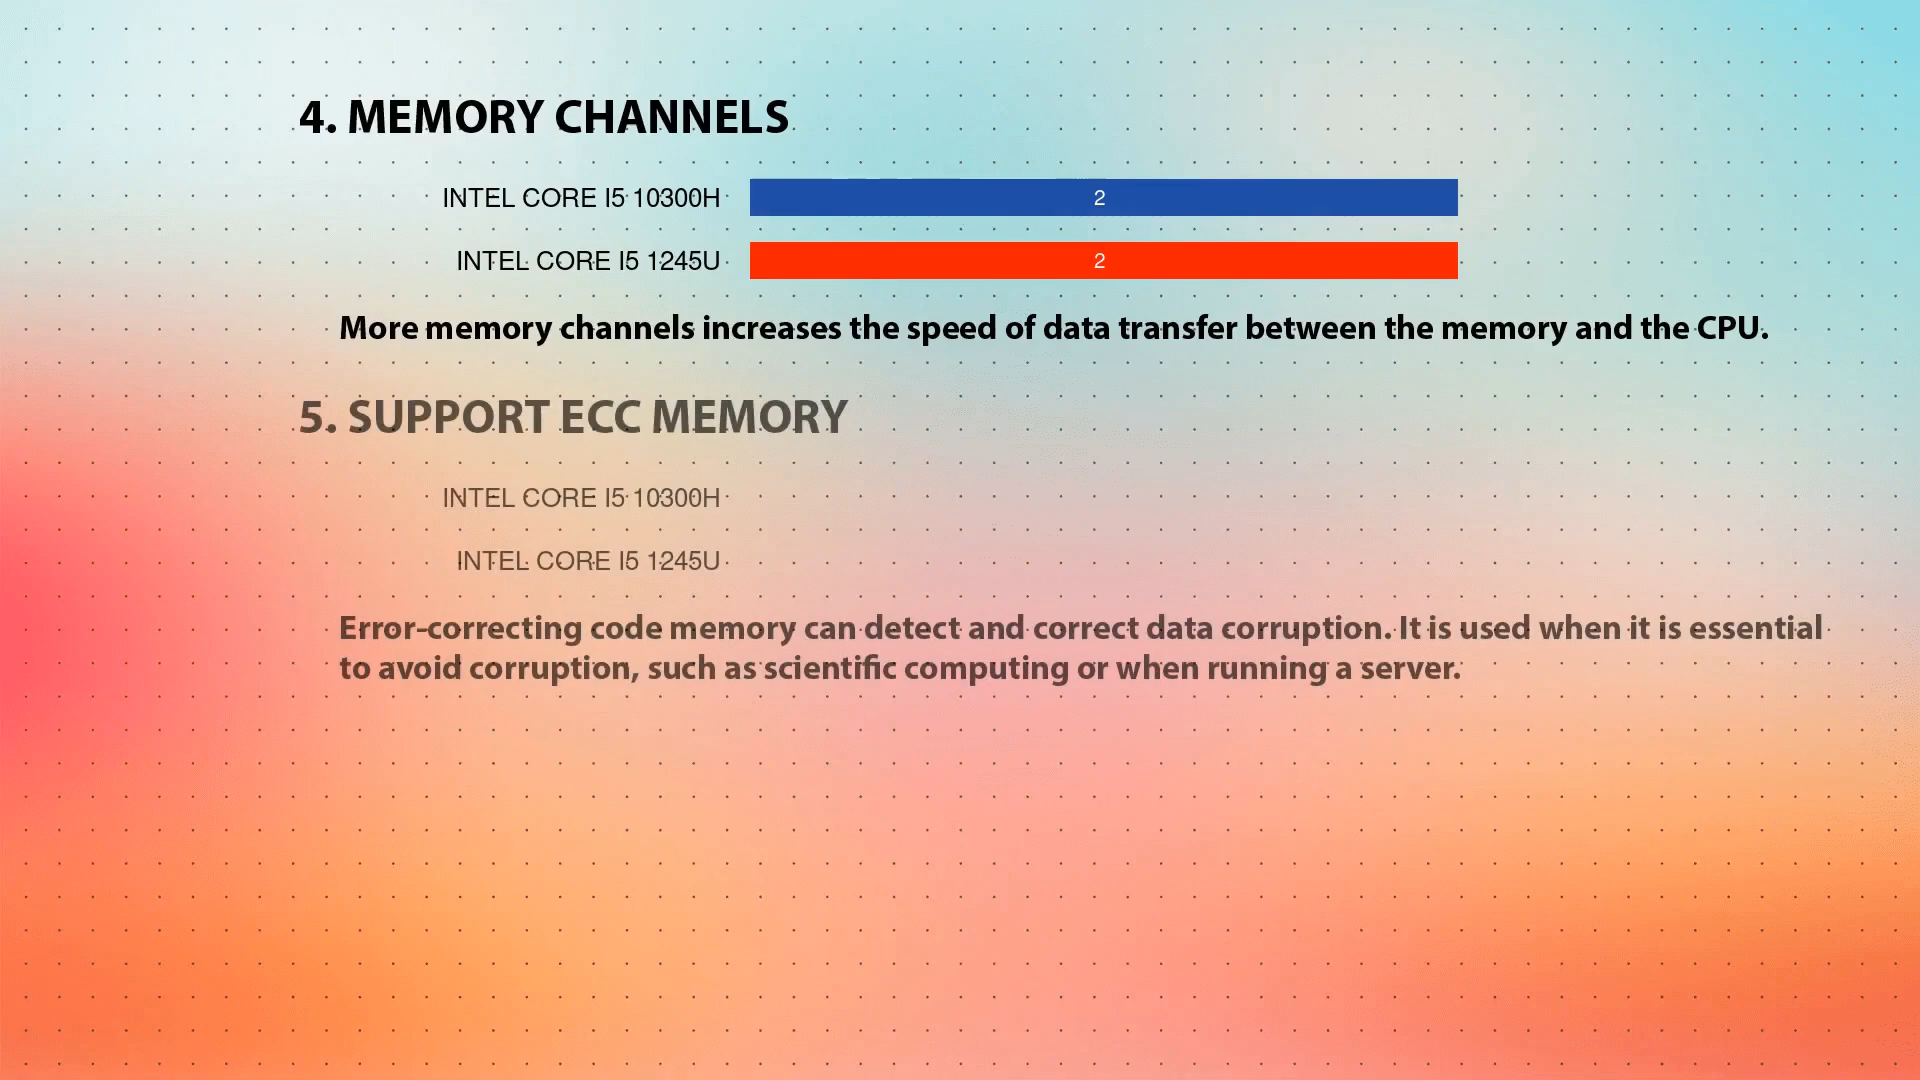 4. MEMORY CHANNELS
INTEL CORE I5 10300H
2
INTEL CORE I5 1245U
2
More memory channels increases the speed of data transfer between the memory and the CPU.
5. SUPPORT ECC MEMORY
INTEL CORE I5 10300H
INTEL CORE I5 1245U
Error-correcting code memory can detect and correct data corruption. It is used when it is essential
to avoid corruption, such as scientific computing or when running a server.